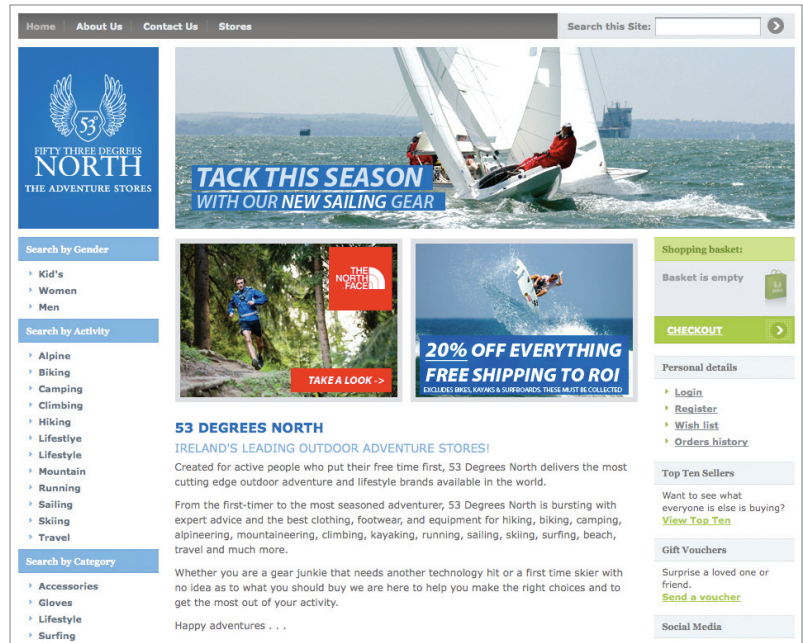 Home About Us Contact Us Stores
Search this Site:
53°
FIFTY THREE DEGREES
NORTH
THE ADVENTURE STORES
TACK THIS SEASON
WITH OUR NEW SAILING GEAR
Search by Gender
Kid's
Women
Men
Search by Activity
Alpine
Biking
Camping
Climbing
Hiking
Lifestlye
Lifestyle
Mountain
Running
Sailing
Skiing
Travel
Search by Category
Accessories
Gloves
Lifestyle
Surfing
THE
NORTH
FACE
TAKE A LOOK ->
20% OFF EVERYTHING
FREE SHIPPING TO ROI
EXCLUDES BIKES, KAYAKS & SURFBOARDS. THESE MUST BE COLLECTED
53 DEGREES NORTH
IRELAND'S LEADING OUTDOOR ADVENTURE STORES!
Created for active people who put their free time first, 53 Degrees North delivers the most
cutting edge outdoor adventure and lifestyle brands available in the world.
From the first-timer to the most seasoned adventurer, 53 Degrees North is bursting with
expert advice and the best clothing, footwear, and equipment for hiking, biking, camping,
alpineering, mountaineering, climbing, kayaking, running, sailing, skiing, surfing, beach,
travel and much more.
Whether you are a gear junkie that needs another technology hit or a first time skier with
no idea as to what you should buy we are here to help you make the right choices and to
get the most out of your activity.
Happy adventures . . .
Shopping basket:
Basket is empty
CHECKOUT
Personal details
Login
Register
Wish list
Orders history
Top Ten Sellers
Want to see what
everyone is else is buying?
View Top Ten
Gift Vouchers
Surprise a loved one or
friend.
Send a voucher
Social Media